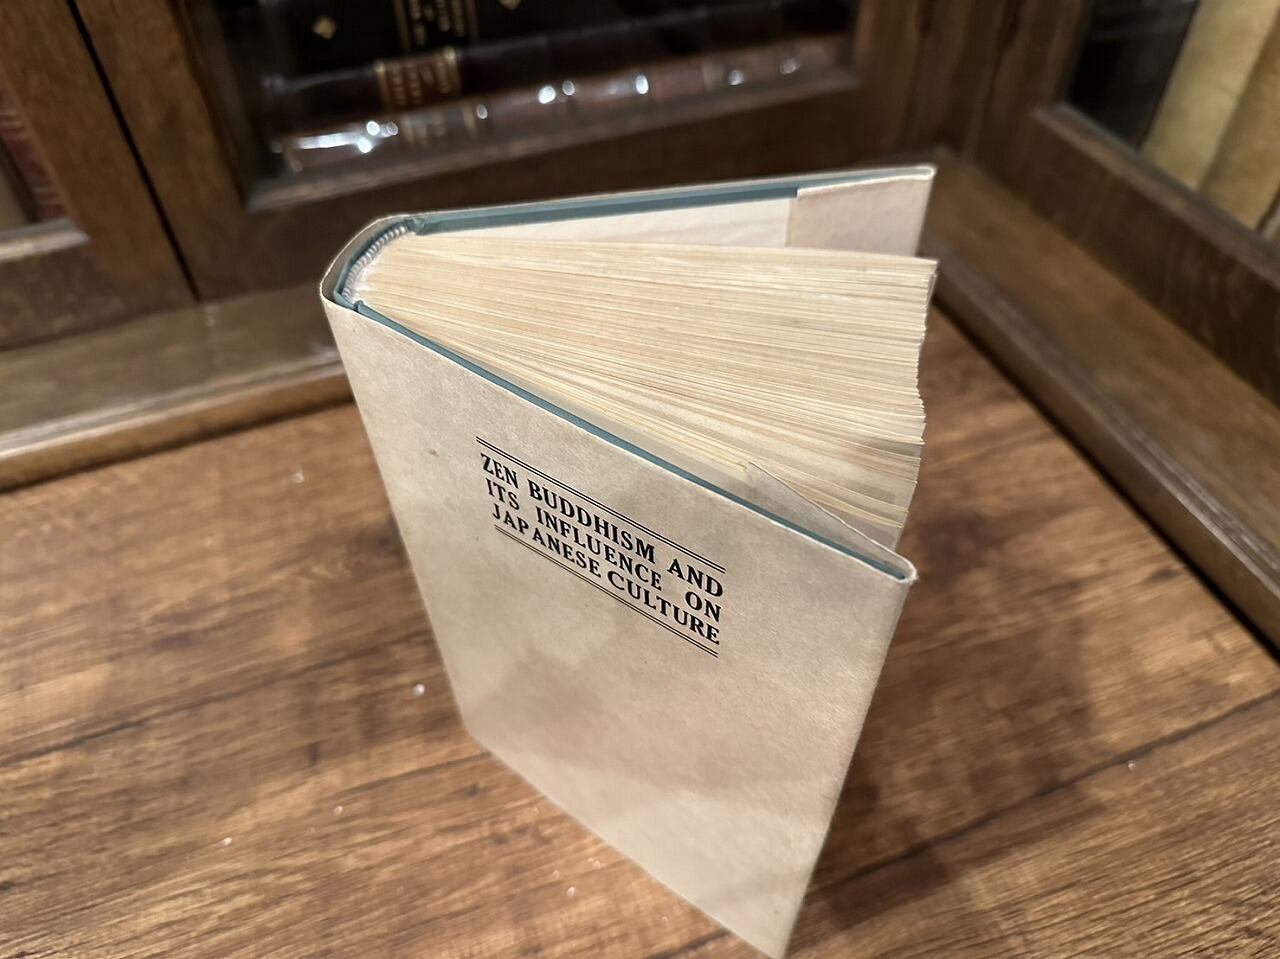 ZEN BUDDHISM AND
ITS INFLUENCE ON
JAPANESE CULTURE